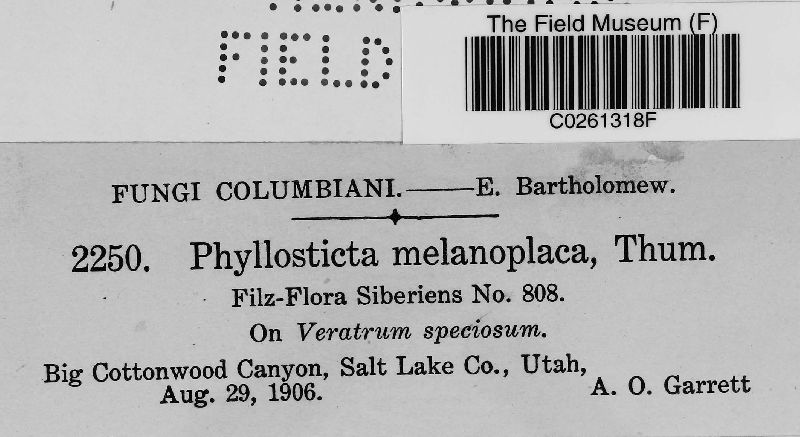 FIELD
The Field Museum (F)
C0261318F
FUNGI COLUMBIANI.—E. Bartholomew.
2250. Phyllosticta melanoplaca, Thum.
Filz-Flora Siberiens No. 808.
On Veratrum speciosum.
Big Cottonwood Canyon, Salt Lake Co., Utah,
Aug. 29, 1906. A. O. Garrett